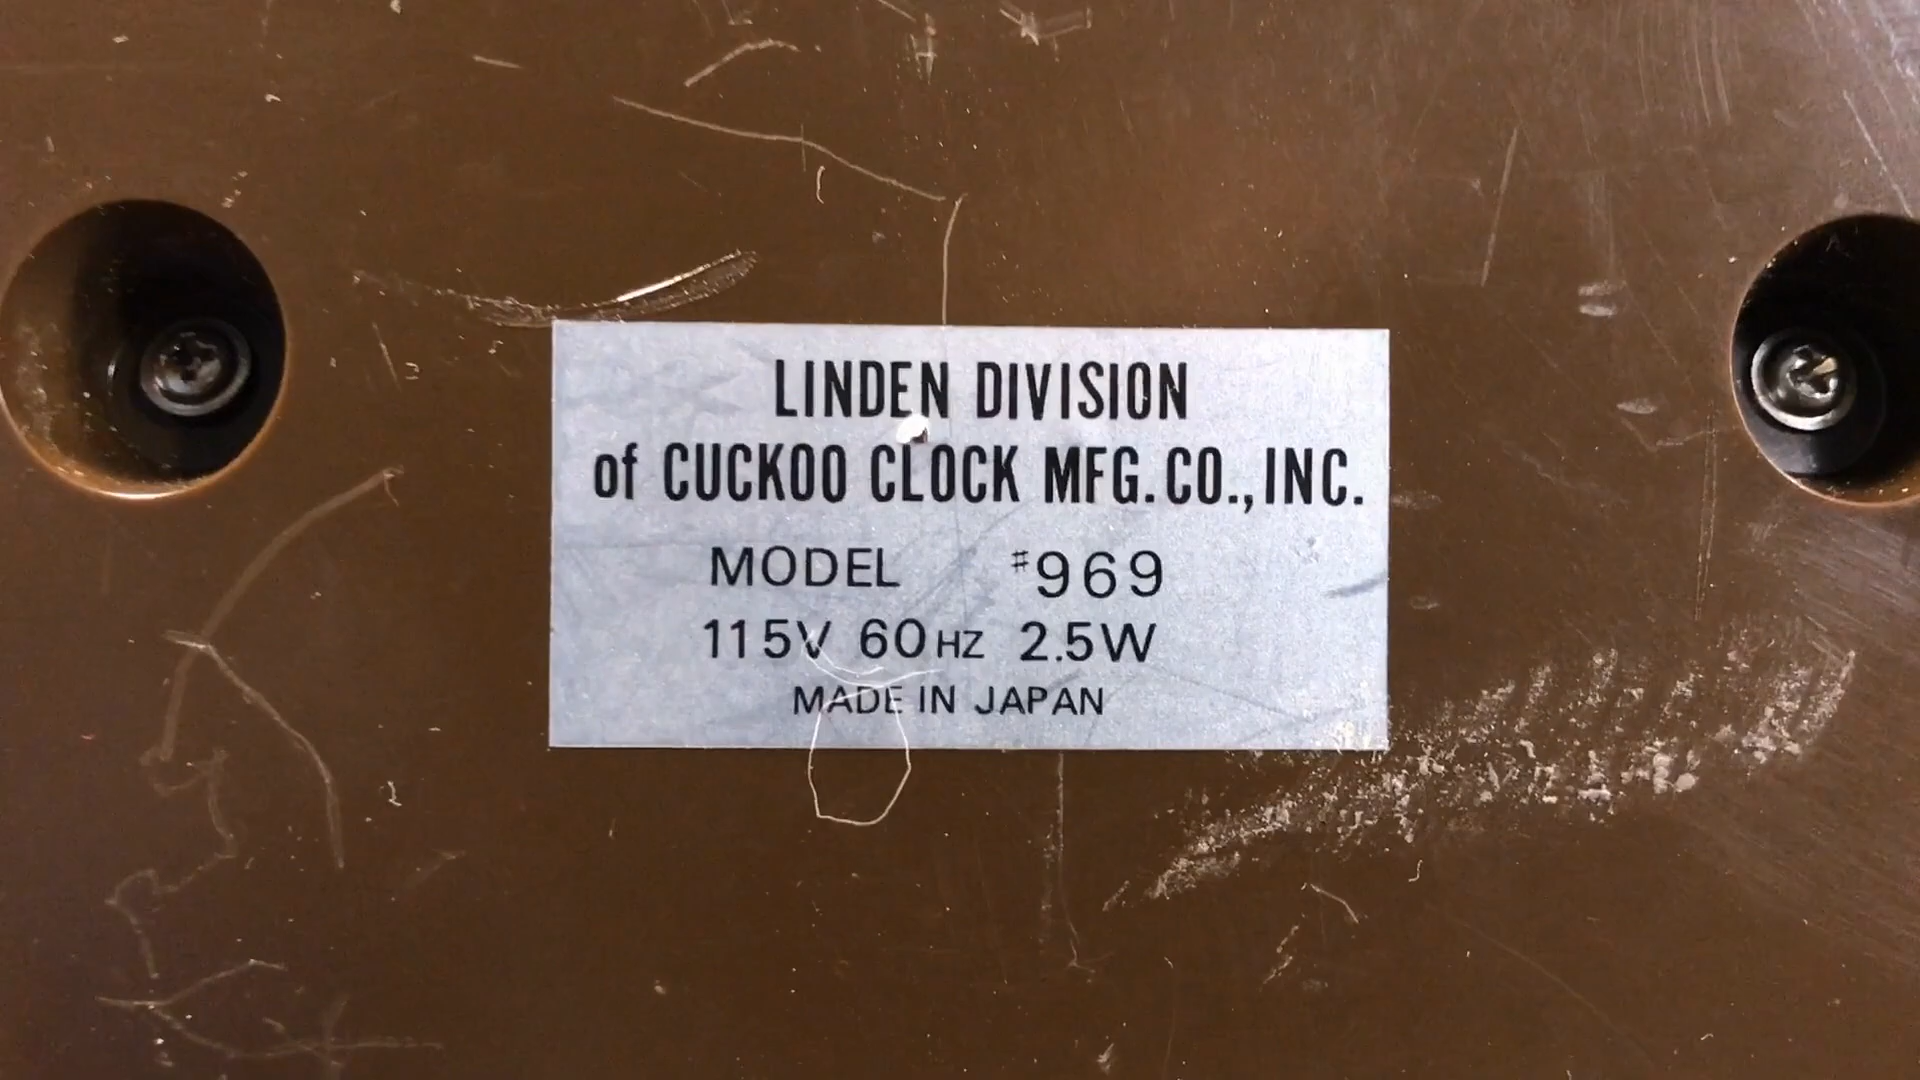 LINDEN DIVISION
of CUCKOO CLOCK MFG. CO., INC.
MODEL #969
115V 60HZ 2.5W
MADE IN JAPAN